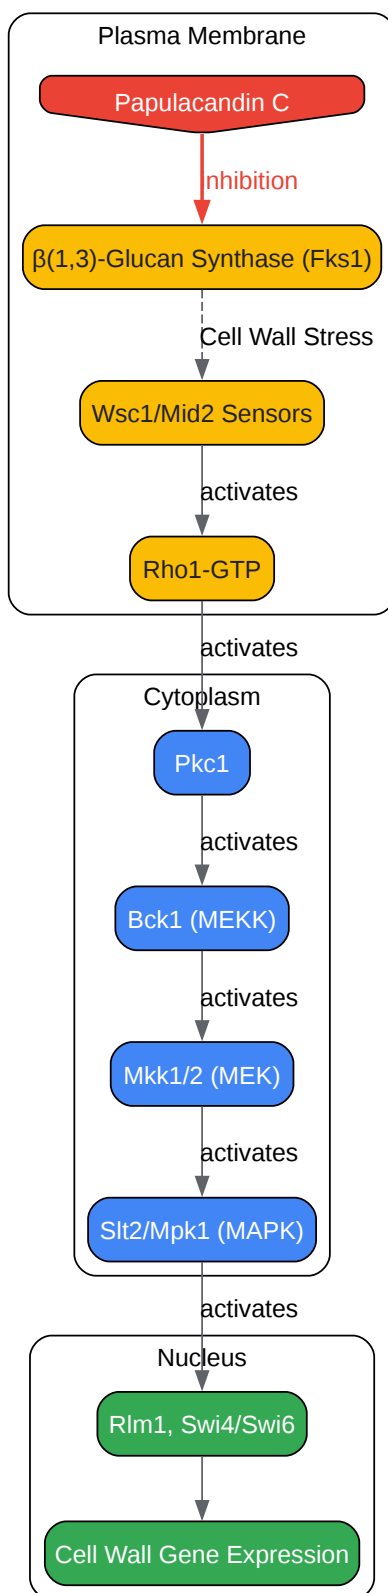 Plasma Membrane
Papulacandin C
Inhibition
β(1,3)-Glucan Synthase (Fks1)
Cell Wall Stress
Wsc1/Mid2 Sensors
activates
Rho1-GTP
activates
Cytoplasm
Pkc1
activates
Bck1 (MEKK)
activates
Mkk1/2 (MEK)
activates
Slt2/Mpk1 (MAPK)
activates
Nucleus
Rlm1, Swi4/Swi6
Cell Wall Gene Expression